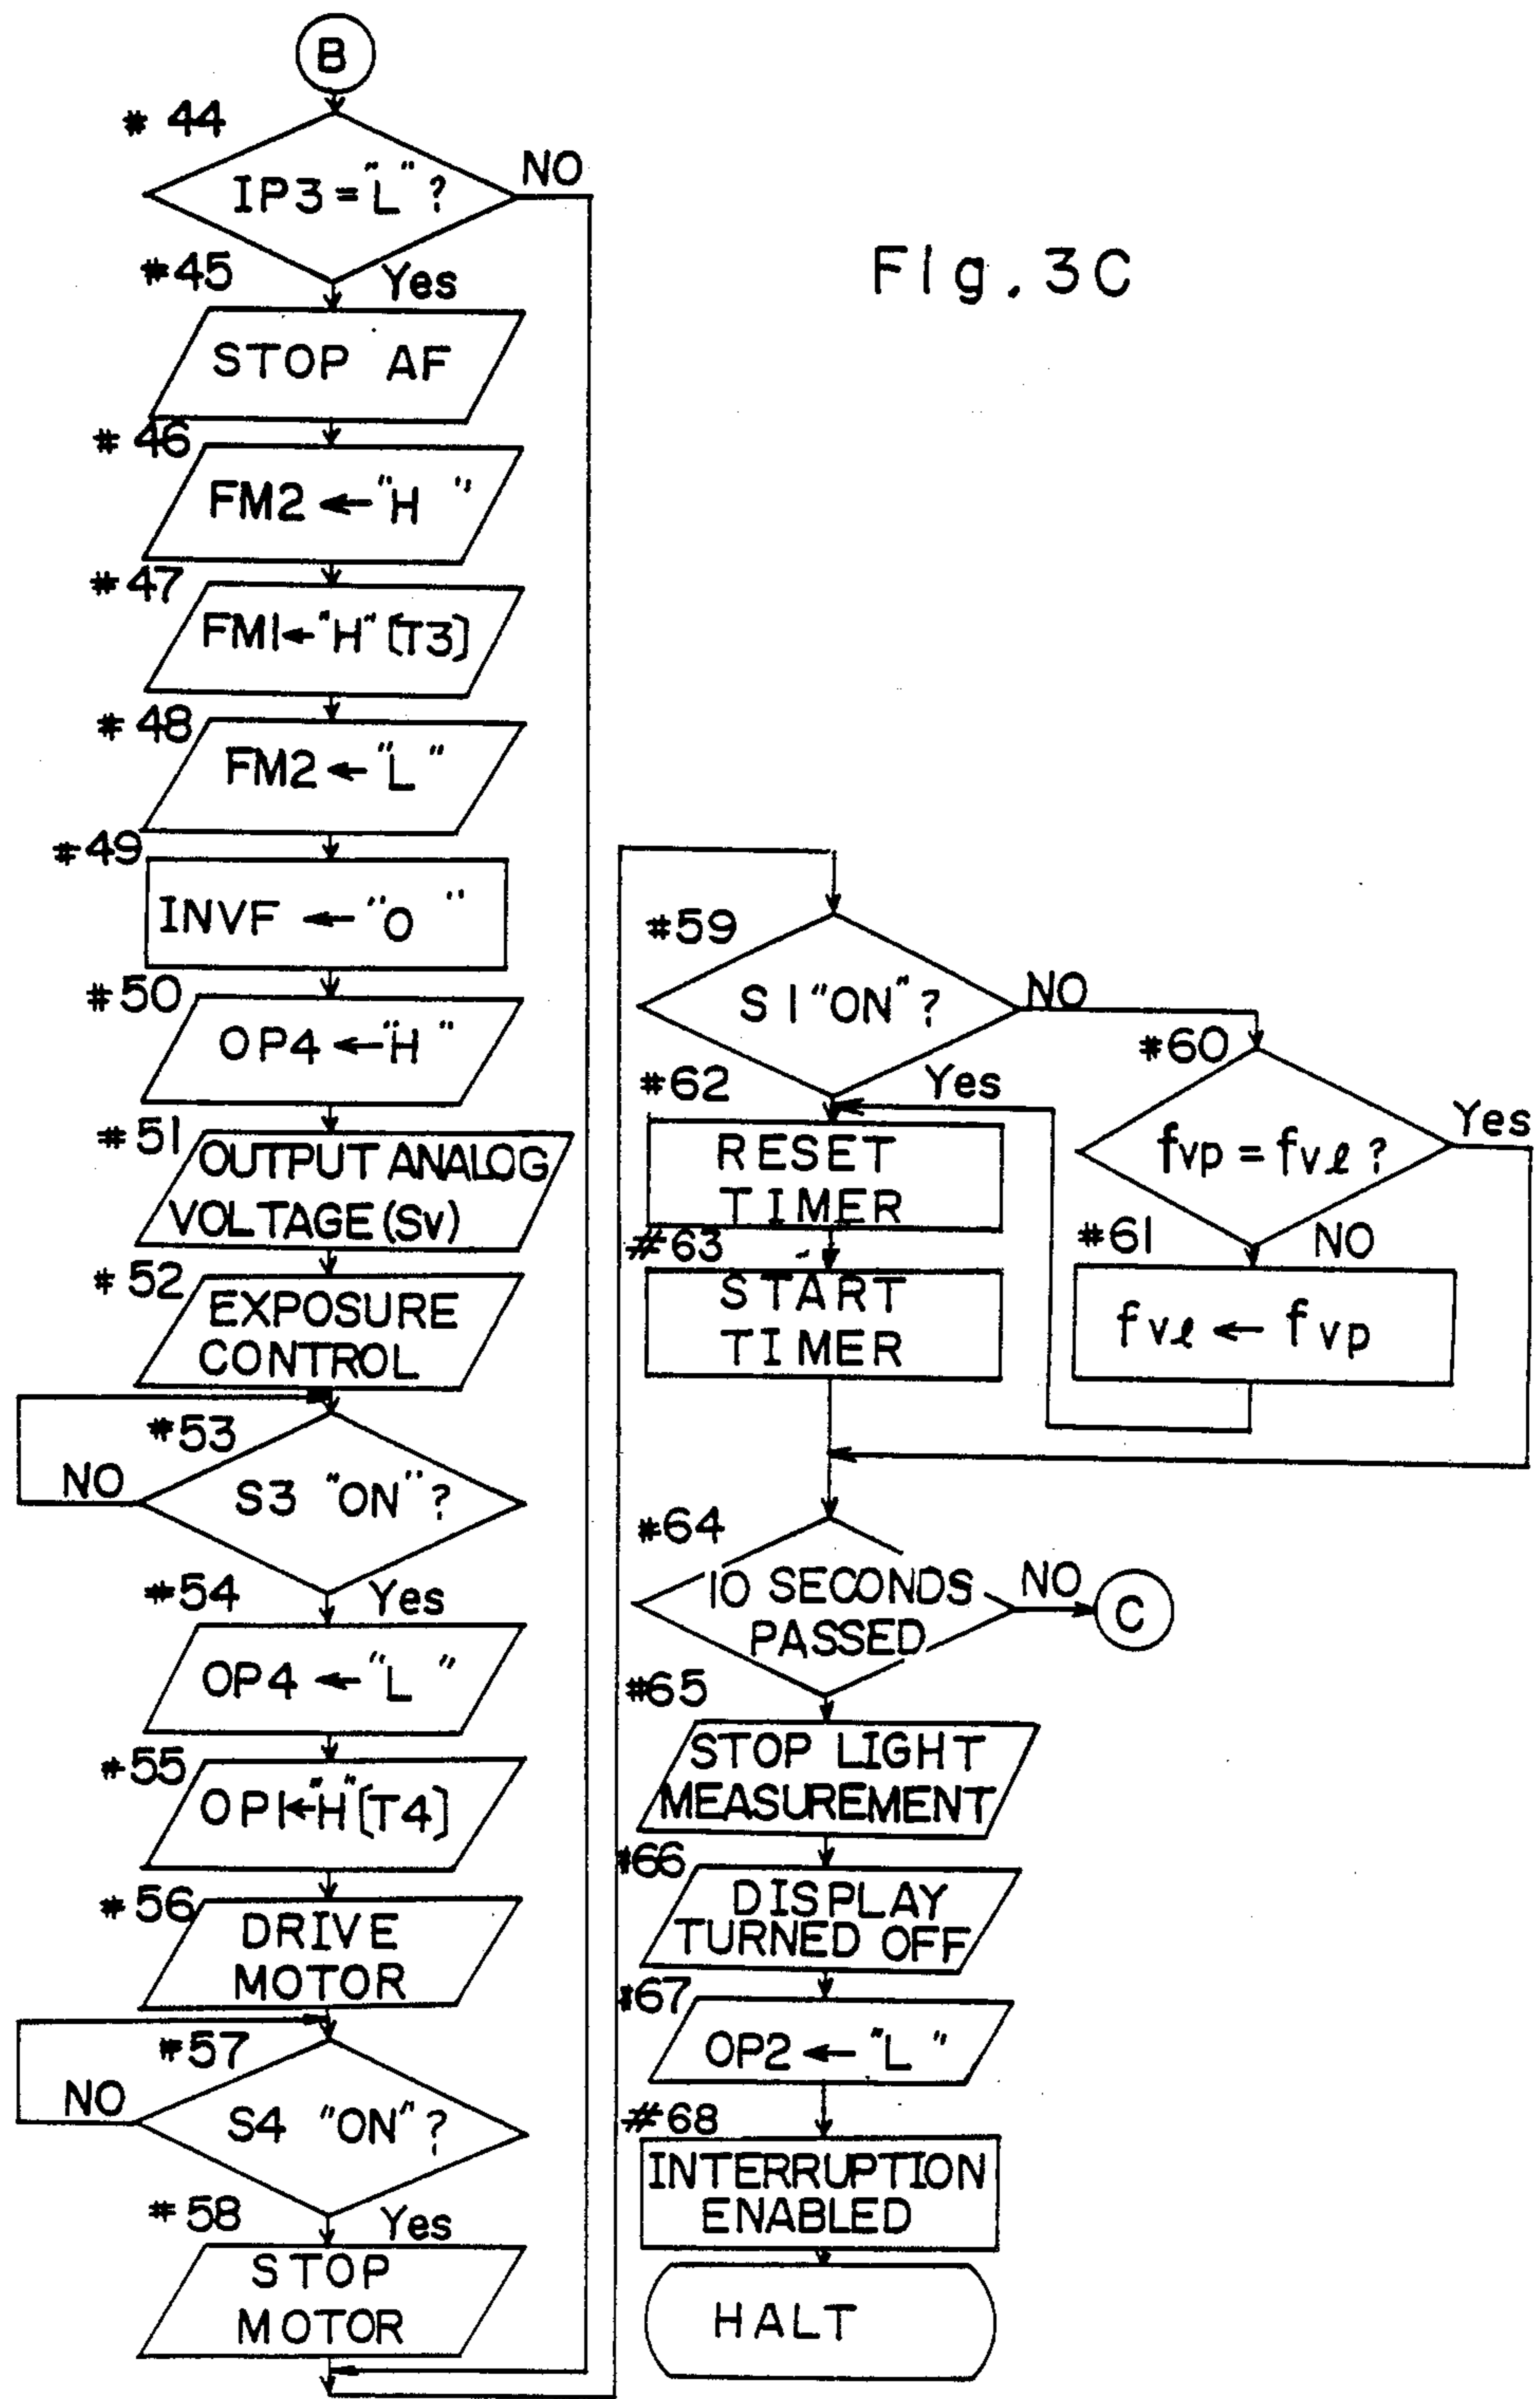 B
# 44
IP3="L"?
NO
#45
Yes
STOP AF
# 46
FM2 ← "H "
#47
FM1←"H"[T3]
# 48
FM2 ← "L"
#49
INVF ← "0 "
#50
OP4 ← "H"
#51
OUTPUT ANALOG
VOLTAGE(Sv)
#52
EXPOSURE
CONTROL
#53
NO
S3 "ON"?
#54
Yes
OP4 ← "L "
#55
OP1←"H"[T4]
#56
DRIVE
MOTOR
#57
NO
S4 "ON"?
#58
Yes
STOP
MOTOR
Fig. 3C
#59
S1"ON"?
NO
#60
fvp = fvℓ ?
Yes
#61
NO
fvℓ ← fvp
#62
Yes
RESET
TIMER
#63
START
TIMER
#64
10 SECONDS
PASSED
NO
C
#65
STOP LIGHT
MEASUREMENT
#66
DISPLAY
TURNED OFF
#67
OP2 ← "L "
#68
INTERRUPTION
ENABLED
HALT